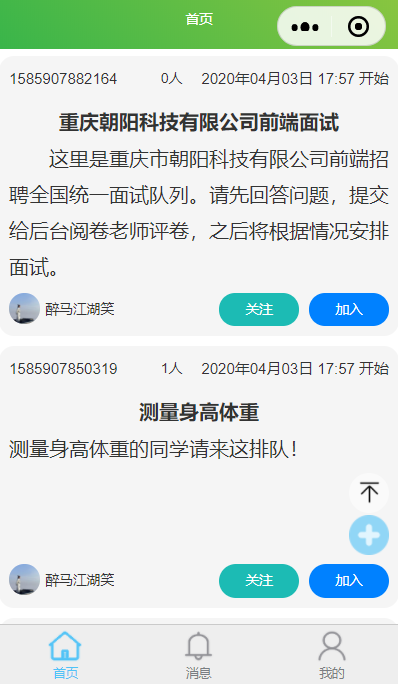 首页
1585907882164 0人 2020年04月03日 17:57 开始
重庆朝阳科技有限公司前端面试
这里是重庆市朝阳科技有限公司前端招
聘全国统一面试队列。请先回答问题，提交
给后台阅卷老师评卷，之后将根据情况安排
面试。
醉马江湖笑 关注 加入
1585907850319 1人 2020年04月03日 17:57 开始
测量身高体重
测量身高体重的同学请来这排队！
醉马江湖笑 关注 加入
首页 消息 我的